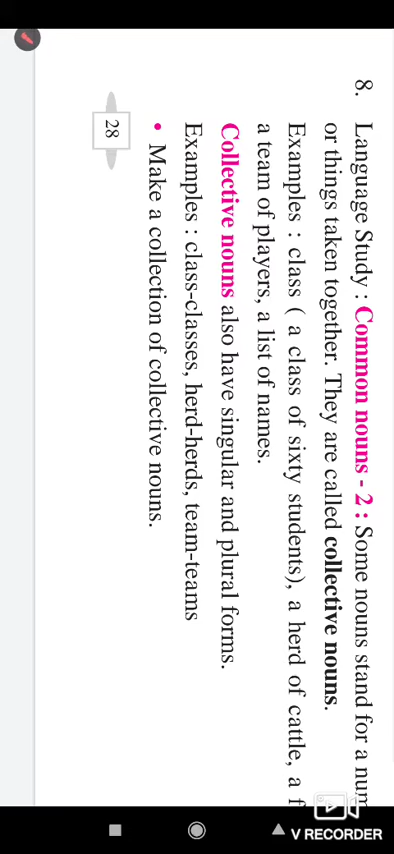 8. Language Study : Common nouns - 2 : Some nouns stand for a
or things taken together. They are called collective nouns.
Examples : class ( a class of sixty students), a herd of cattle, a
a team of players, a list of names.
Collective nouns also have singular and plural forms.
Examples : class-classes, herd-herds, team-teams
• Make a collection of collective nouns.
28
V RECORDER